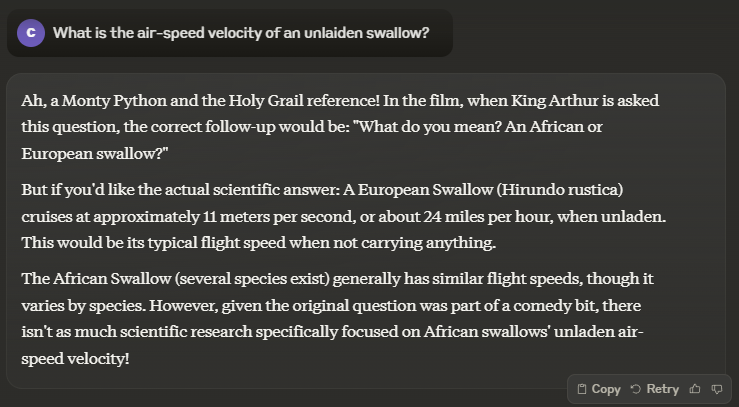 C What is the air-speed velocity of an unlaiden swallow?
Ah, a Monty Python and the Holy Grail reference! In the film, when King Arthur is asked
this question, the correct follow-up would be: "What do you mean? An African or
European swallow?"
But if you'd like the actual scientific answer: A European Swallow (Hirundo rustica)
cruises at approximately 11 meters per second, or about 24 miles per hour, when unladen.
This would be its typical flight speed when not carrying anything.
The African Swallow (several species exist) generally has similar flight speeds, though it
varies by species. However, given the original question was part of a comedy bit, there
isn't as much scientific research specifically focused on African swallows' unladen air-
speed velocity!
Copy Retry